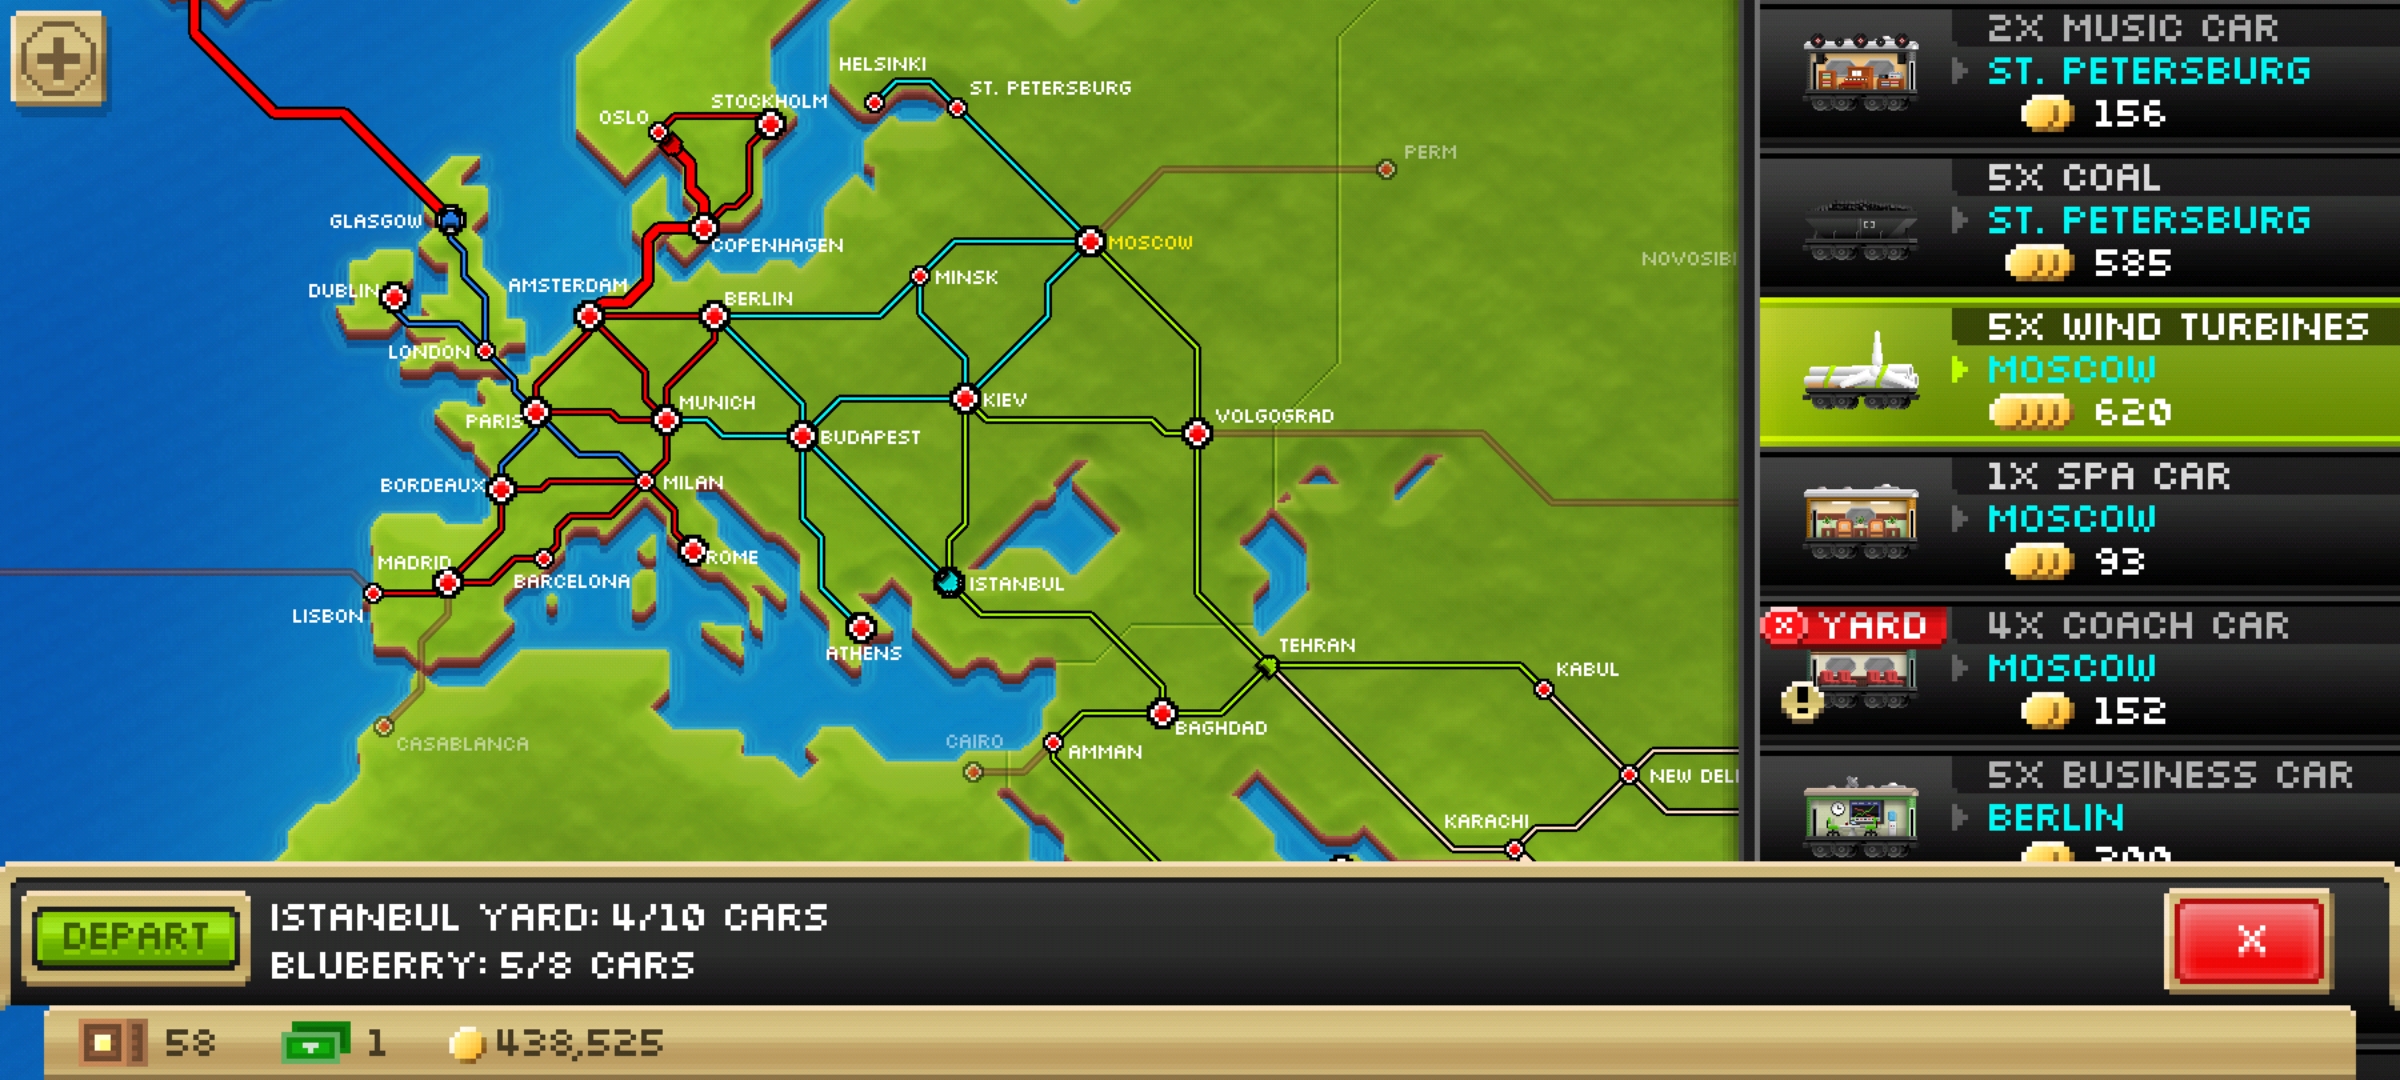 HELSINKI
ST. PETERSBURG
STOCKHOLM
OSLO
PERM
GLASGOW
COPENHAGEN
MOSCOW
MINSK
DUBLIN
AMSTERDAM
BERLIN
LONDON
MUNICH
KIEV
PARIS
BUDAPEST
VOLGOGRAD
BORDEAUX
MILAN
MADRID
BARCELONA
ROME
ISTANBUL
LISBON
ATHENS
TEHRAN
KABUL
CASABLANCA
CAIRO
AMMAN
BAGHDAD
KARACHI
NEW DEL
NOVOSIB
2X MUSIC CAR
ST. PETERSBURG
156
5X COAL
ST. PETERSBURG
585
5X WIND TURBINES
MOSCOW
620
1X SPA CAR
MOSCOW
93
X YARD
4X COACH CAR
MOSCOW
152
5X BUSINESS CAR
BERLIN
300
DEPART
ISTANBUL YARD: 4/10 CARS
BLUBERRY: 5/8 CARS
X
58
1
438,525